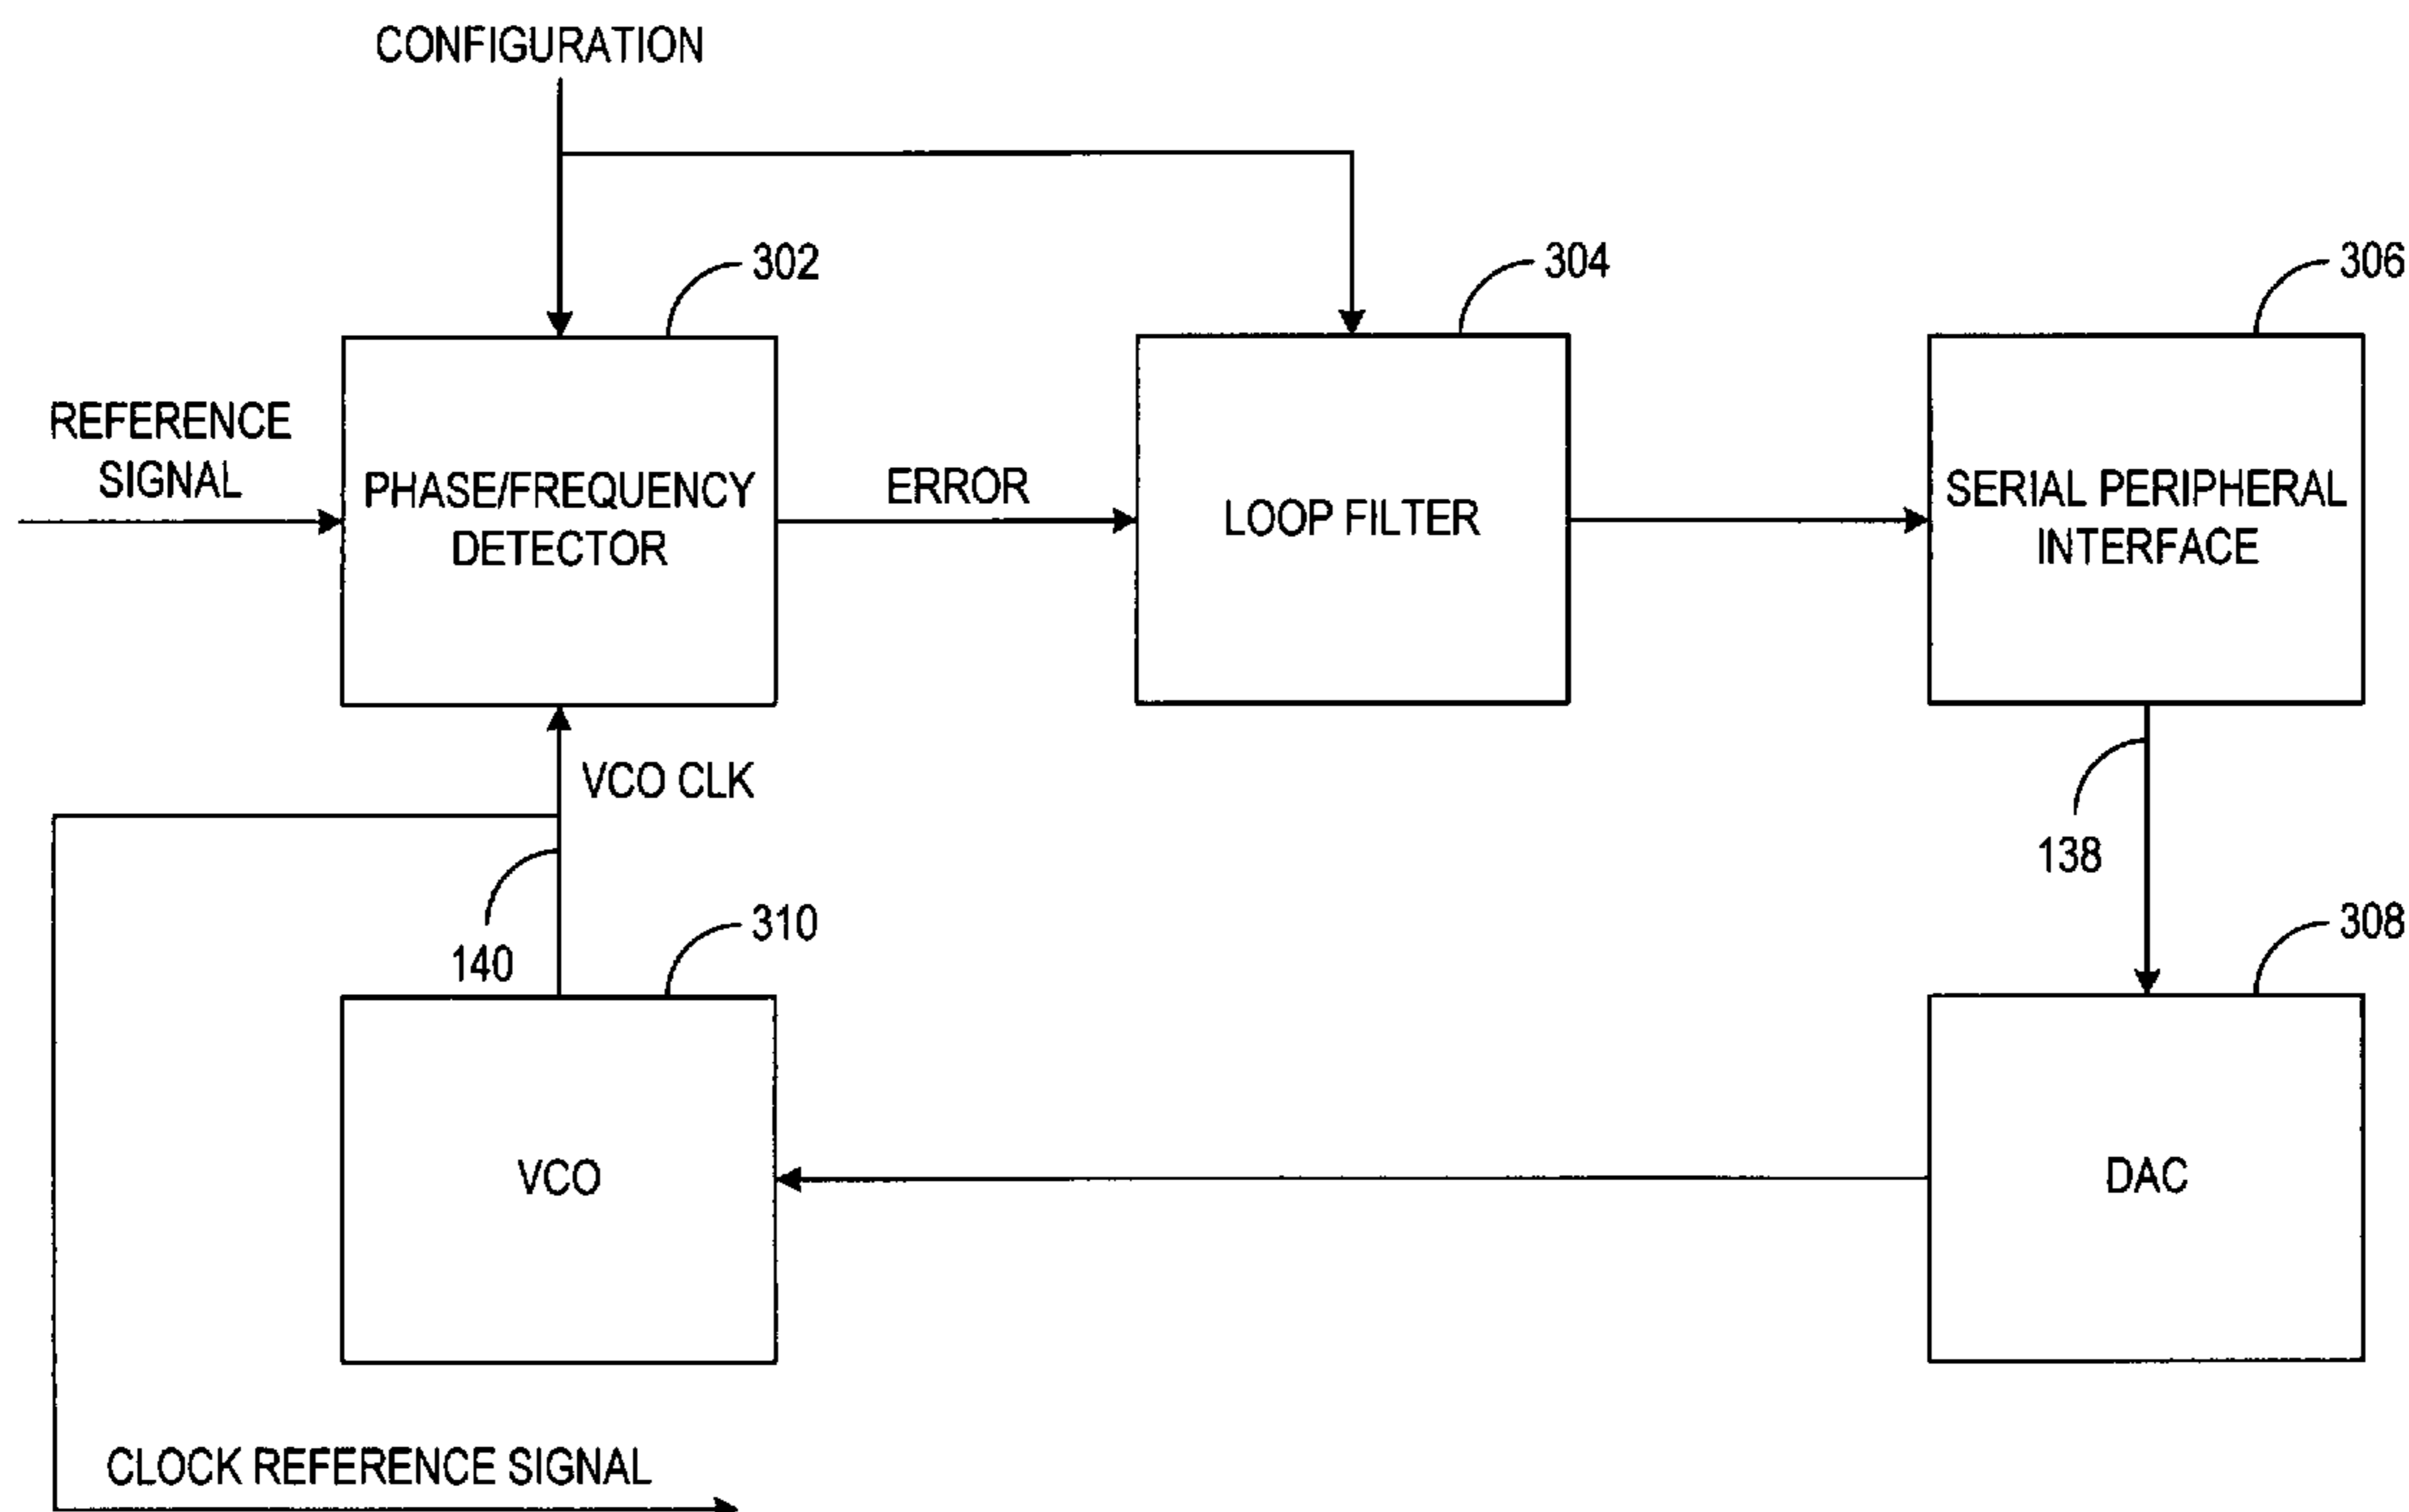 CONFIGURATION
302
304
306
REFERENCE
SIGNAL
PHASE/FREQUENCY
DETECTOR
ERROR
LOOP FILTER
SERIAL PERIPHERAL
INTERFACE
VCO CLK
138
140
310
308
VCO
DAC
CLOCK REFERENCE SIGNAL